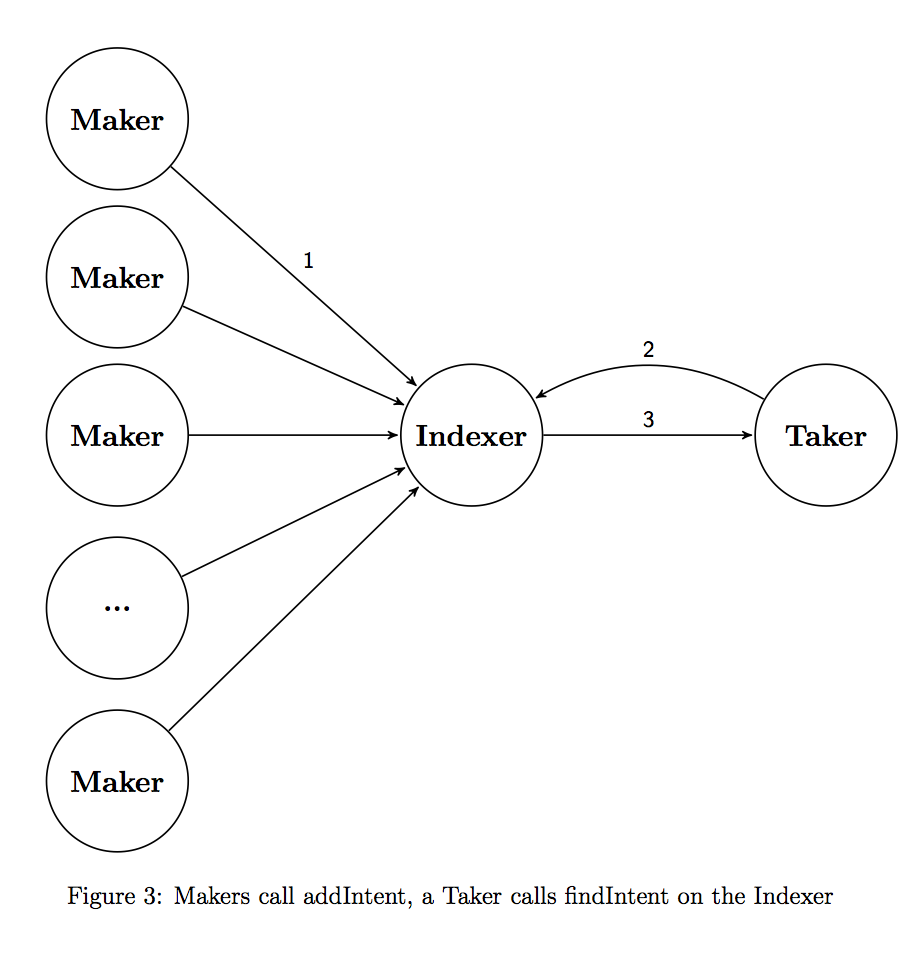 Maker
1
Maker
2
Maker
Indexer
3
Taker
...
Maker
Figure 3: Makers call addIntent, a Taker calls findIntent on the Indexer